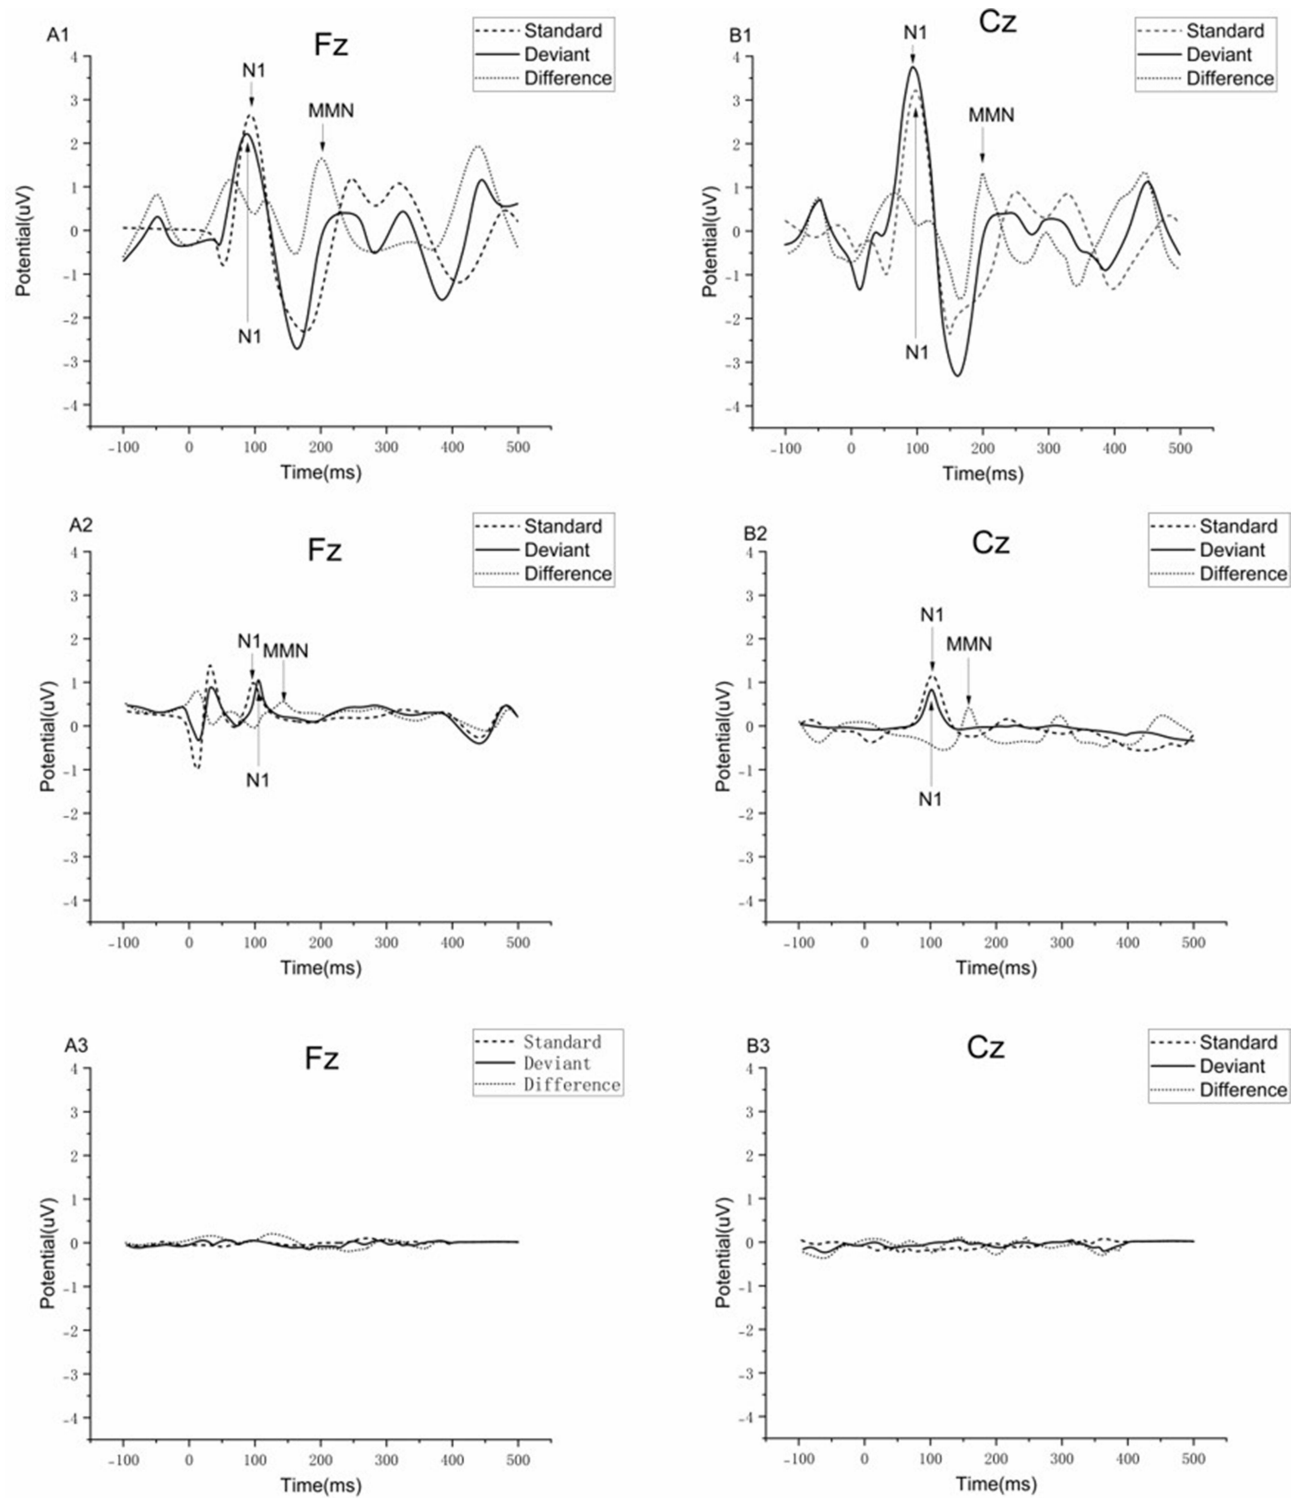 A1
Fz
Standard
Deviant
Difference
N1
MMN
N1
Potential(uV)
4
3
2
1
0
-1
-2
-3
-4
-100 0 100 200 300 400 500
Time(ms)
B1
Cz
Standard
Deviant
Difference
N1
MMN
N1
Potential(uV)
4
3
2
1
0
-1
-2
-3
-4
-100 0 100 200 300 400 500
Time(ms)
A2
Fz
Standard
Deviant
Difference
N1
MMN
N1
Potential(uV)
4
3
2
1
0
-1
-2
-3
-4
-100 0 100 200 300 400 500
Time(ms)
B2
Cz
Standard
Deviant
Difference
N1
MMN
N1
Potential(uV)
4
3
2
1
0
-1
-2
-3
-4
-100 0 100 200 300 400 500
Time(ms)
A3
Fz
Standard
Deviant
Difference
Potential(uV)
4
3
2
1
0
-1
-2
-3
-4
-100 0 100 200 300 400 500
Time(ms)
B3
Cz
Standard
Deviant
Difference
Potential(uV)
4
3
2
1
0
-1
-2
-3
-4
-100 0 100 200 300 400 500
Time(ms)